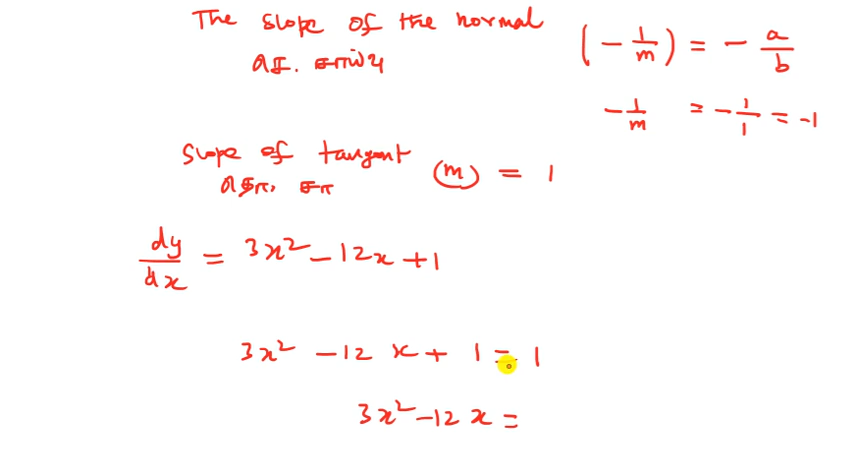 The slope of the normal
(-1/m) = -a/b
-1/m = -1/1 = -1
slope of tangent
(m) = 1
dy/dx = 3x² - 12x + 1
3x² - 12x + 1 = 1
3x² - 12x =